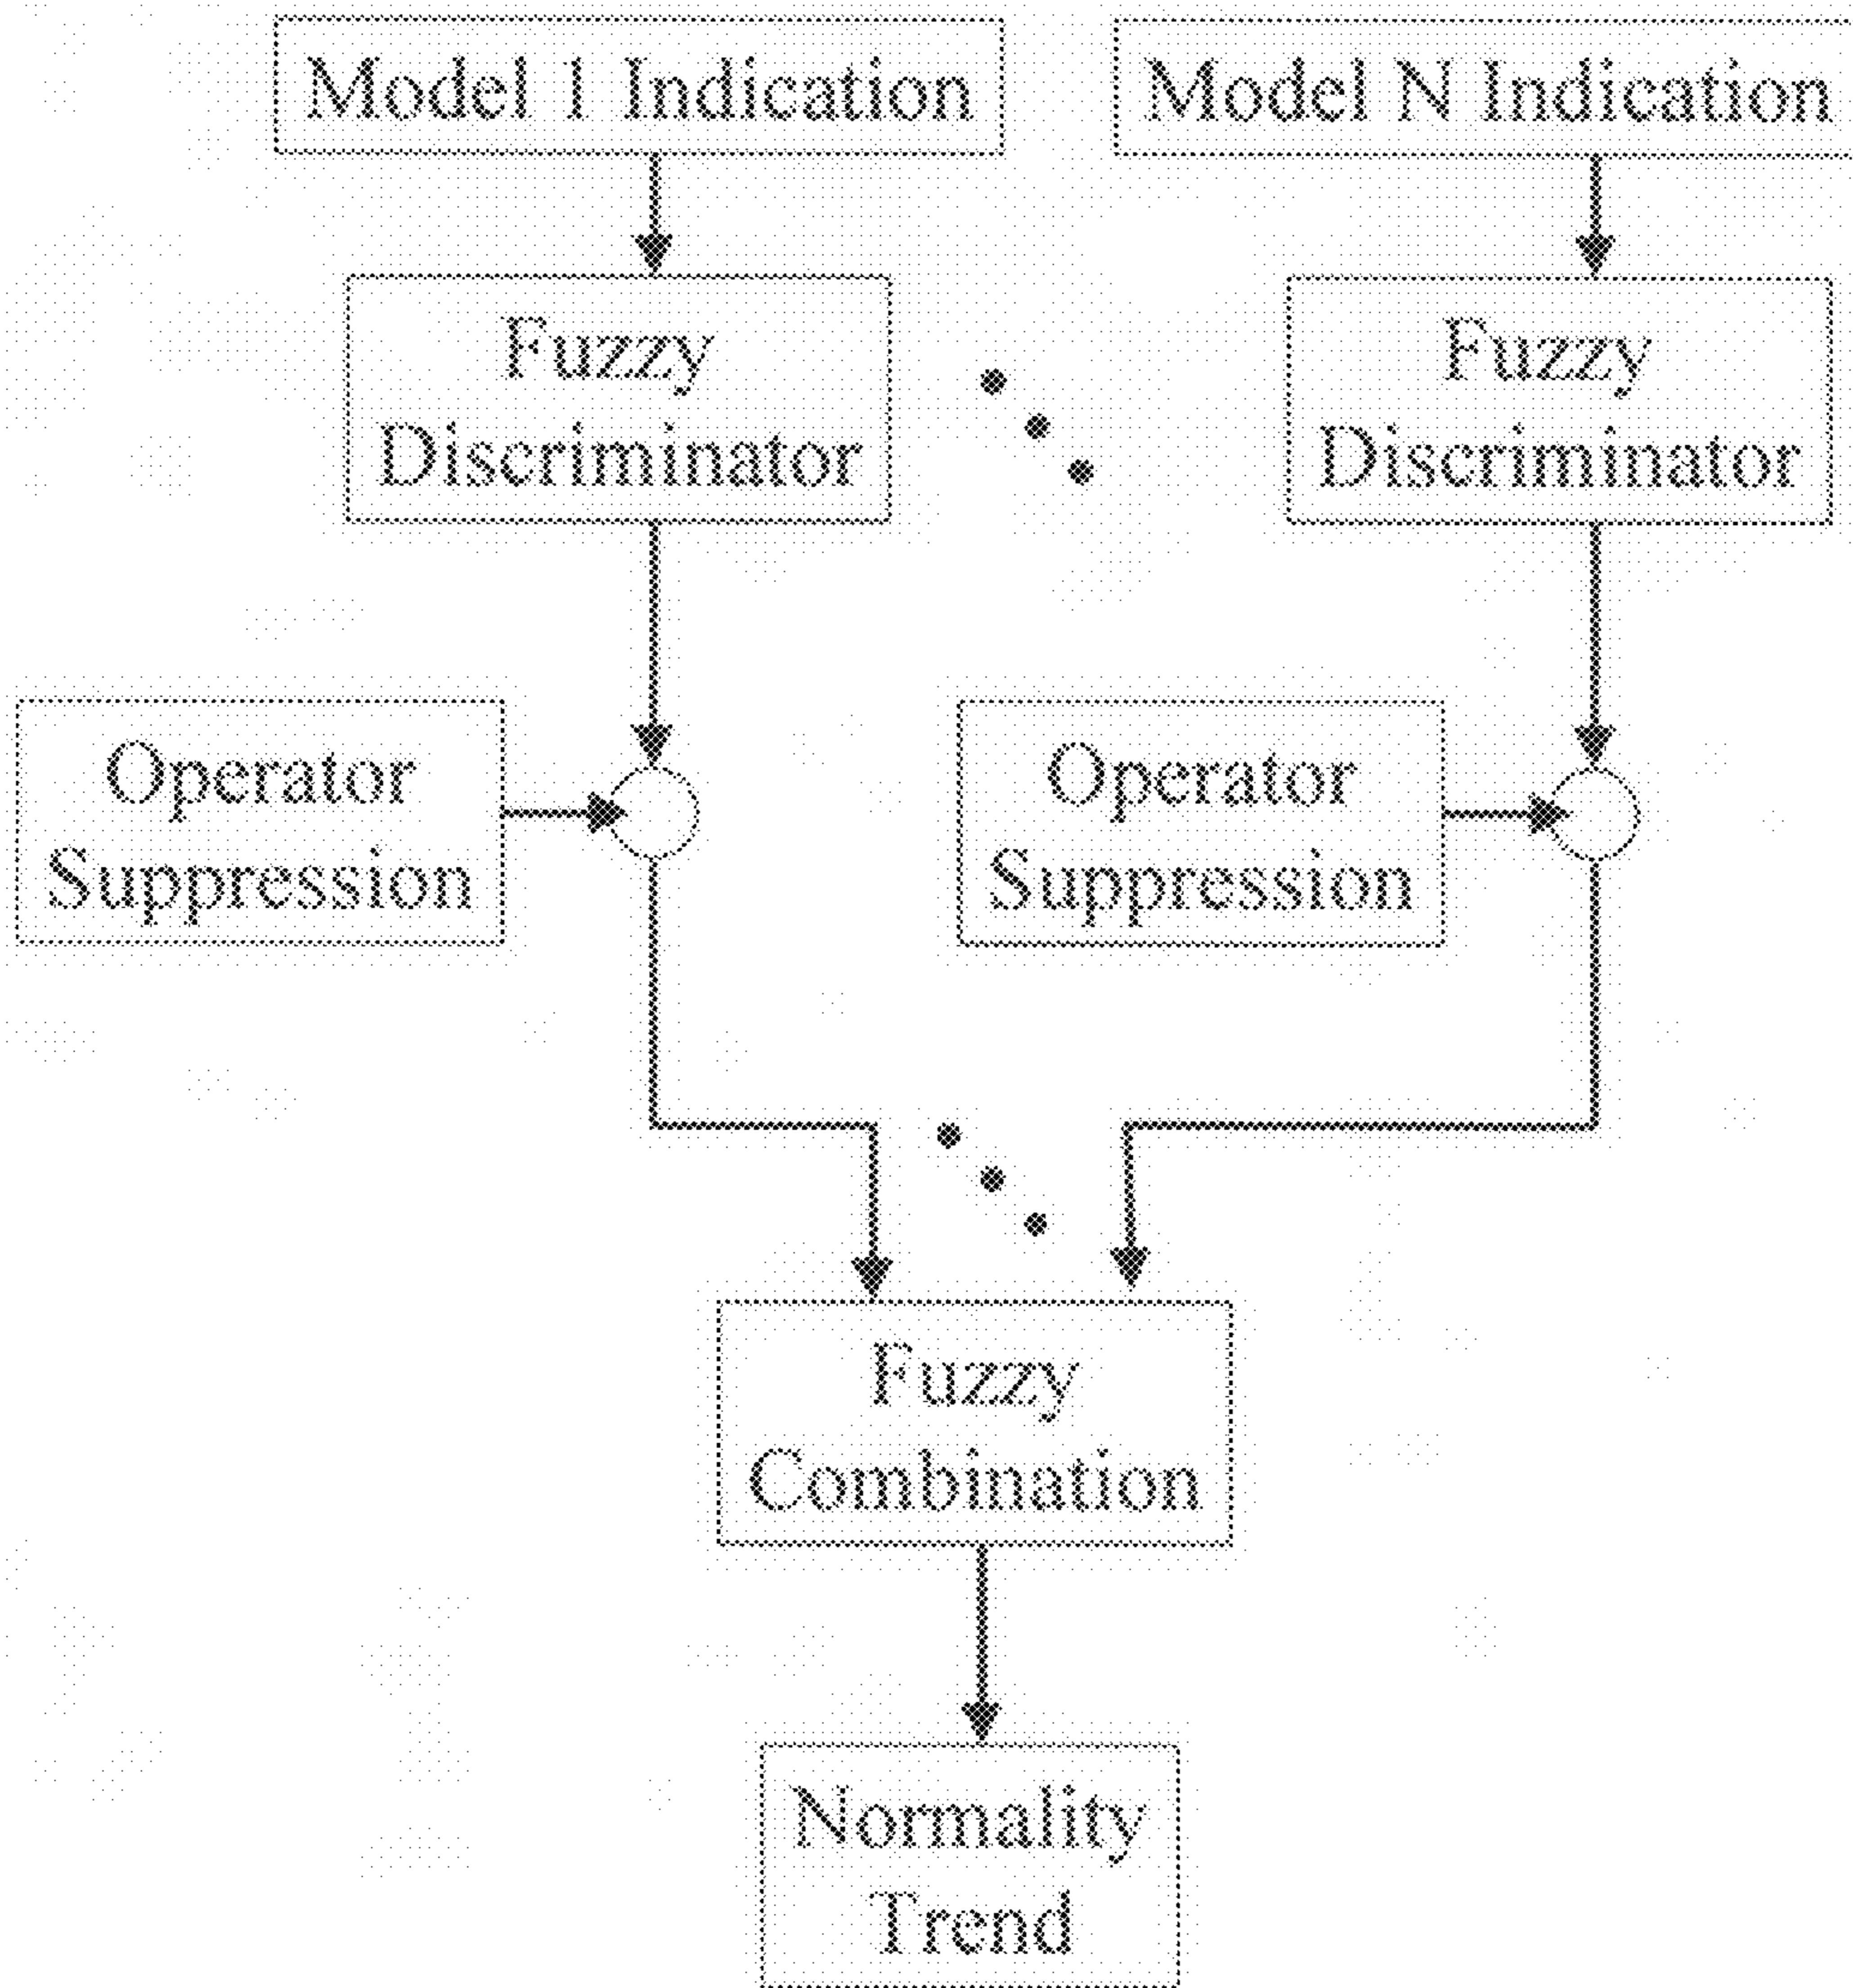 Model 1 Indication
Model N Indication
Fuzzy
Discriminator
Fuzzy
Discriminator
Operator
Suppression
Operator
Suppression
Fuzzy
Combination
Normality
Trend